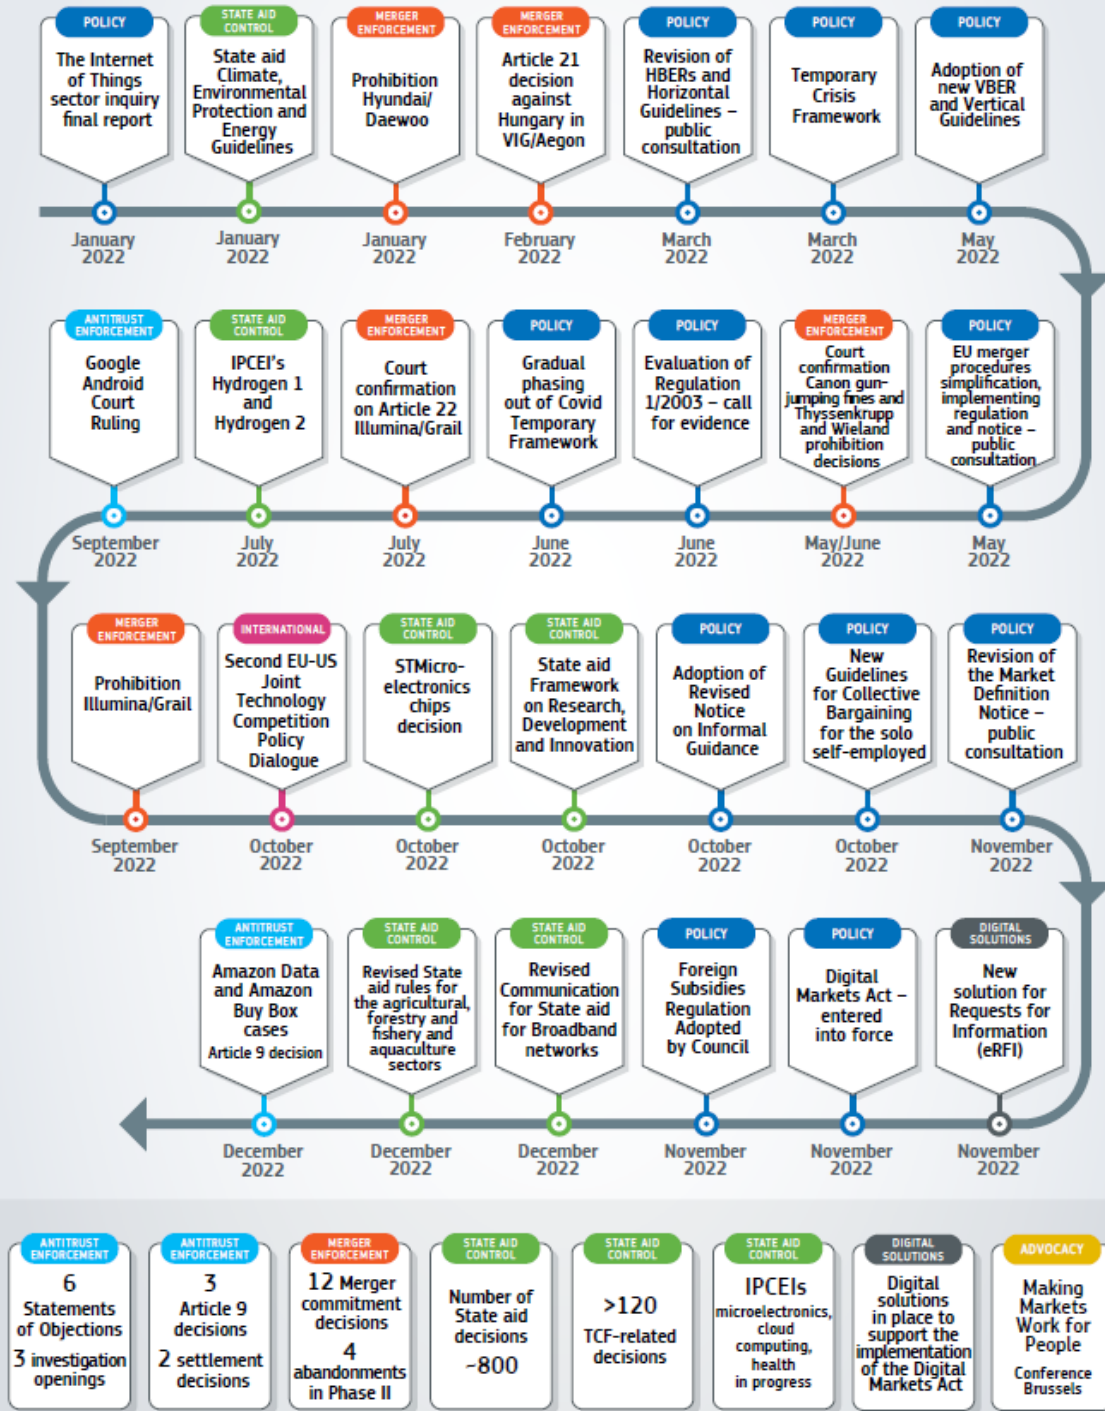 POLICY
The Internet
of Things
sector inquiry
final report
January
2022
STATE AID
CONTROL
State aid
Climate,
Environmental
Protection and
Energy
Guidelines
January
2022
MERGER
ENFORCEMENT
Prohibition
Hyundai/
Daewoo
January
2022
MERGER
ENFORCEMENT
Article 21
decision
against
Hungary in
VIG/Aegon
February
2022
POLICY
Revision of
HBERs and
Horizontal
Guidelines –
public
consultation
March
2022
POLICY
Temporary
Crisis
Framework
March
2022
POLICY
Adoption of
new VBER
and Vertical
Guidelines
May
2022
ANTITRUST
ENFORCEMENT
Google
Android
Court
Ruling
September
2022
STATE AID
CONTROL
IPCEI's
Hydrogen 1
and
Hydrogen 2
July
2022
MERGER
ENFORCEMENT
Court
confirmation
on Article 22
Illumina/Grail
July
2022
POLICY
Gradual
phasing
out of Covid
Temporary
Framework
June
2022
POLICY
Evaluation of
Regulation
1/2003 – call
for evidence
June
2022
MERGER
ENFORCEMENT
Court
confirmation
Canon gun-
jumping fines and
Thyssenkrupp
and Wieland
prohibition
decisions
May/June
2022
POLICY
EU merger
procedures
simplification,
implementing
regulation
and notice –
public
consultation
May
2022
MERGER
ENFORCEMENT
Prohibition
Illumina/Grail
September
2022
INTERNATIONAL
Second EU-US
Joint
Technology
Competition
Policy
Dialogue
October
2022
STATE AID
CONTROL
STMicro-
electronics
chips
decision
October
2022
STATE AID
CONTROL
State aid
Framework
on Research,
Development
and Innovation
October
2022
POLICY
Adoption of
Revised
Notice
on Informal
Guidance
October
2022
POLICY
New
Guidelines
for Collective
Bargaining
for the solo
self-employed
October
2022
POLICY
Revision of
the Market
Definition
Notice –
public
consultation
November
2022
ANTITRUST
ENFORCEMENT
Amazon Data
and Amazon
Buy Box
cases
Article 9 decision
December
2022
STATE AID
CONTROL
Revised State
aid rules for
the agricultural,
forestry and
fishery and
aquaculture
sectors
December
2022
STATE AID
CONTROL
Revised
Communication
for State aid
for Broadband
networks
December
2022
POLICY
Foreign
Subsidies
Regulation
Adopted
by Council
November
2022
POLICY
Digital
Markets Act –
entered
into force
November
2022
DIGITAL
SOLUTIONS
New
solution for
Requests for
Information
(eRFI)
November
2022
ANTITRUST
ENFORCEMENT
6
Statements
of Objections
3 investigation
openings
ANTITRUST
ENFORCEMENT
3
Article 9
decisions
2 settlement
decisions
MERGER
ENFORCEMENT
12 Merger
commitment
decisions
4
abandonments
in Phase II
STATE AID
CONTROL
Number of
State aid
decisions
~800
STATE AID
CONTROL
>120
TCF-related
decisions
STATE AID
CONTROL
IPCEIs
microelectronics,
cloud
computing,
health
in progress
DIGITAL
SOLUTIONS
Digital
solutions
in place to
support the
implementation
of the Digital
Markets Act
ADVOCACY
Making
Markets
Work for
People
Conference
Brussels